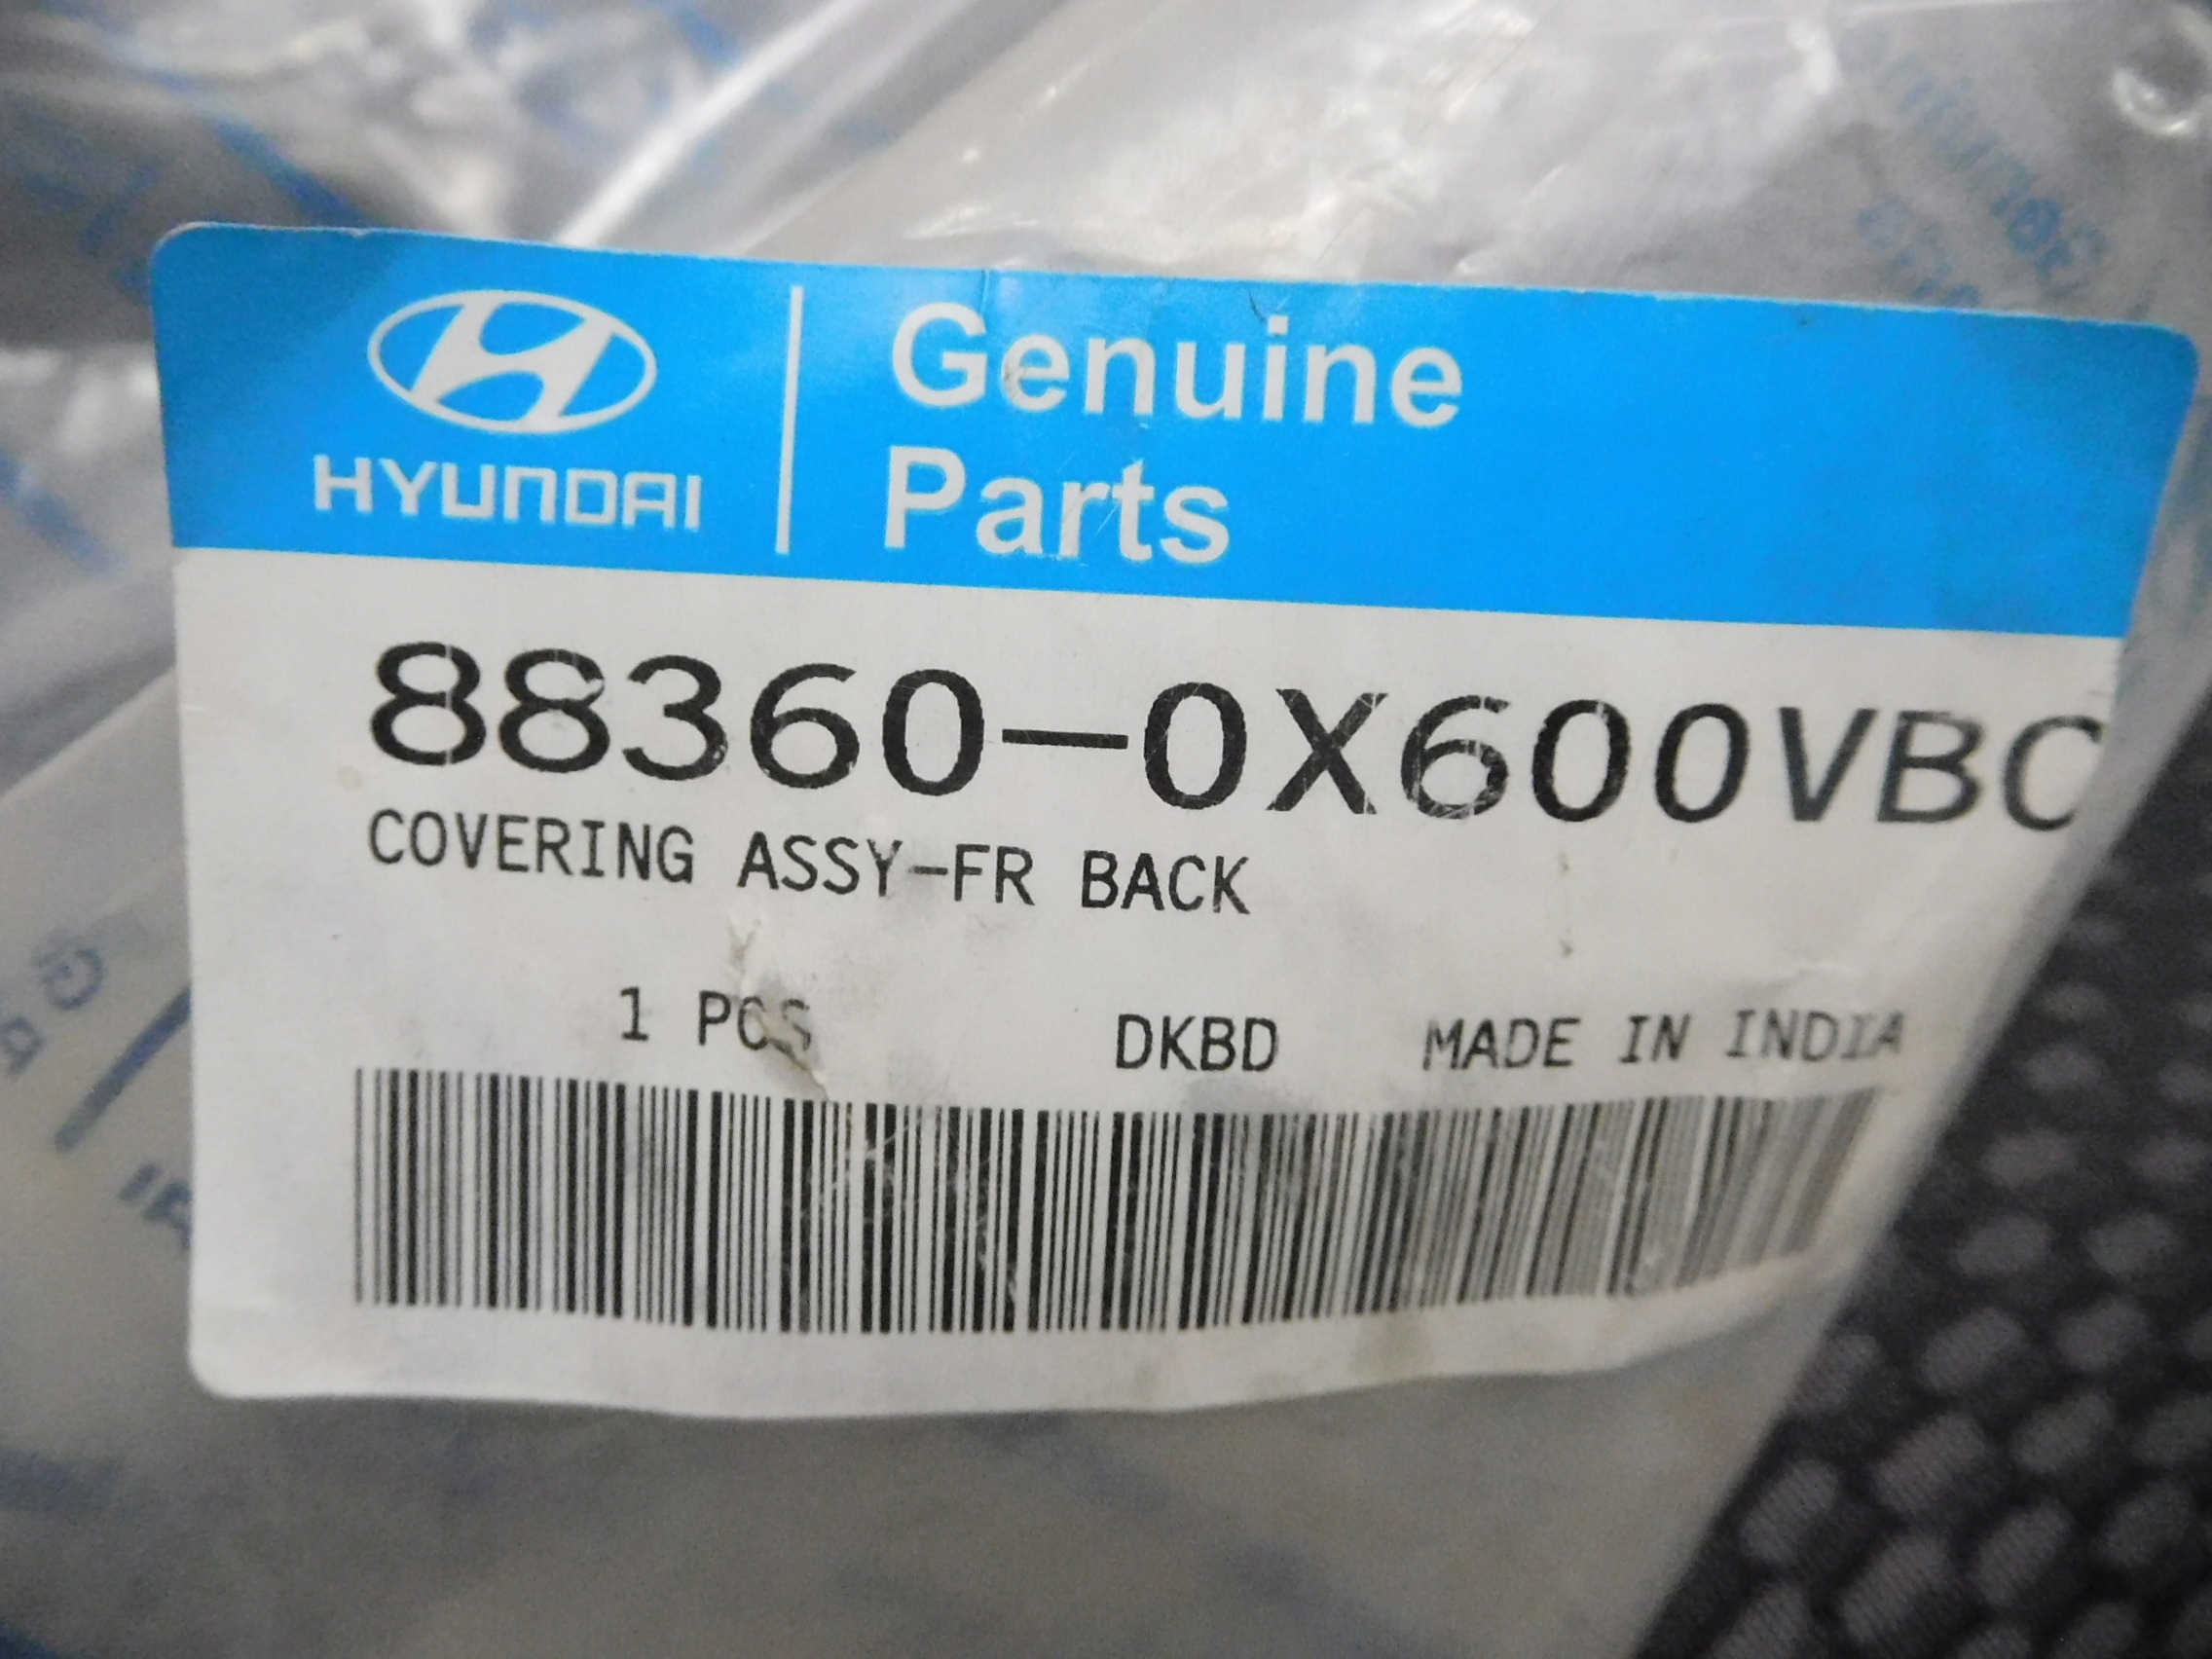 HYUNDAI
Genuine
Parts
88360-0X600VBC
COVERING ASSY-FR BACK
1 PCS DKBD MADE IN INDIA